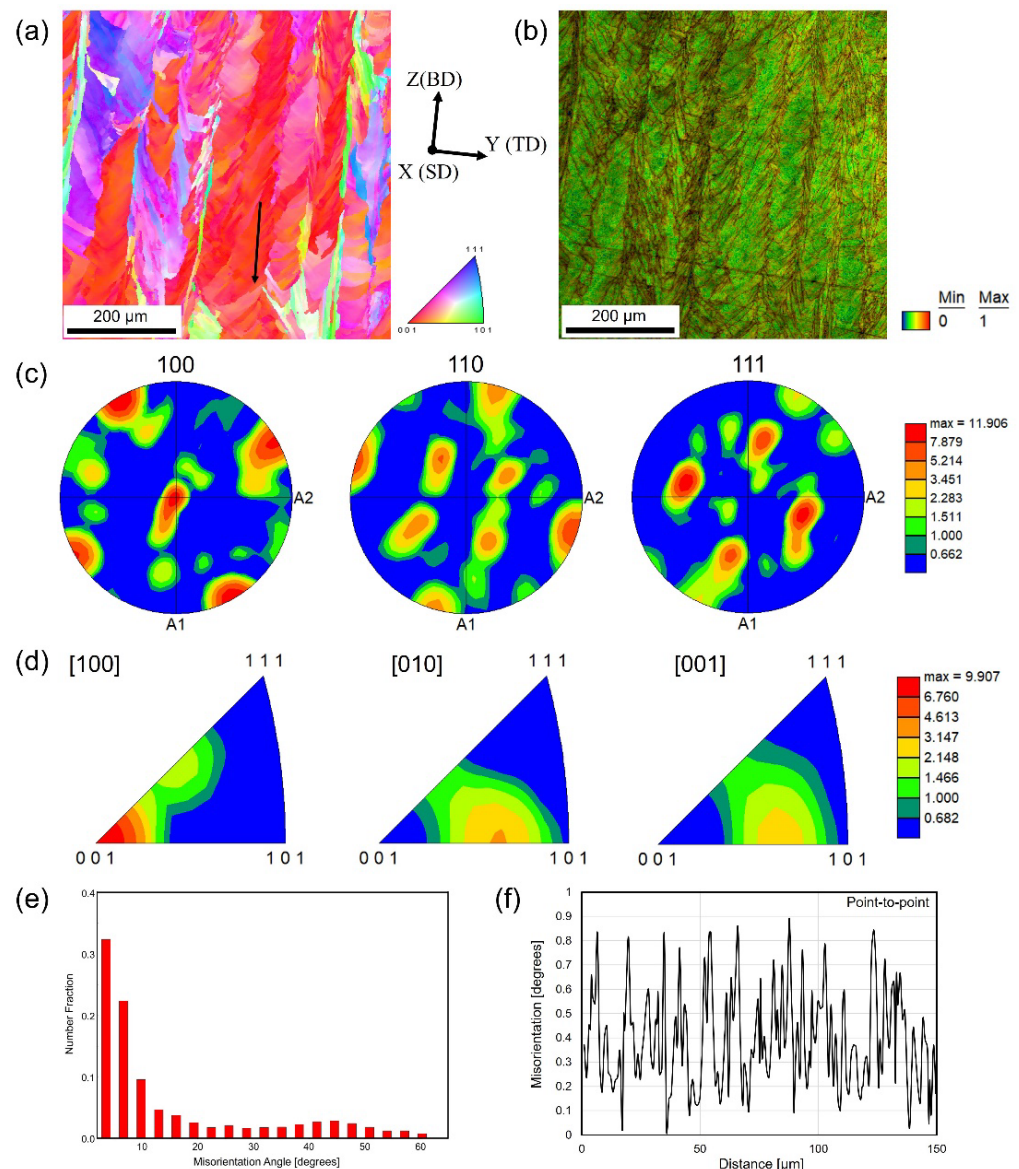 (a)
(b)
Z(BD)
Y (TD)
X (SD)
1 1 1
0 0 1
1 0 1
200 µm
200 µm
Min Max
0 1
(c)
100
110
111
A2
A2
A2
A1
A1
A1
max = 11.906
7.879
5.214
3.451
2.283
1.511
1.000
0.662
(d)
[100]
1 1 1
[010]
1 1 1
[001]
1 1 1
0 0 1
1 0 1
0 0 1
1 0 1
0 0 1
1 0 1
max = 9.907
6.760
4.613
3.147
2.148
1.466
1.000
0.682
(e)
Number Fraction
0.4
0.3
0.2
0.1
0.0
10
20
30
40
50
60
Misorientation Angle [degrees]
(f)
Point-to-point
Misorientation [degrees]
1
0.9
0.8
0.7
0.6
0.5
0.4
0.3
0.2
0.1
0
0
50
100
150
Distance [µm]